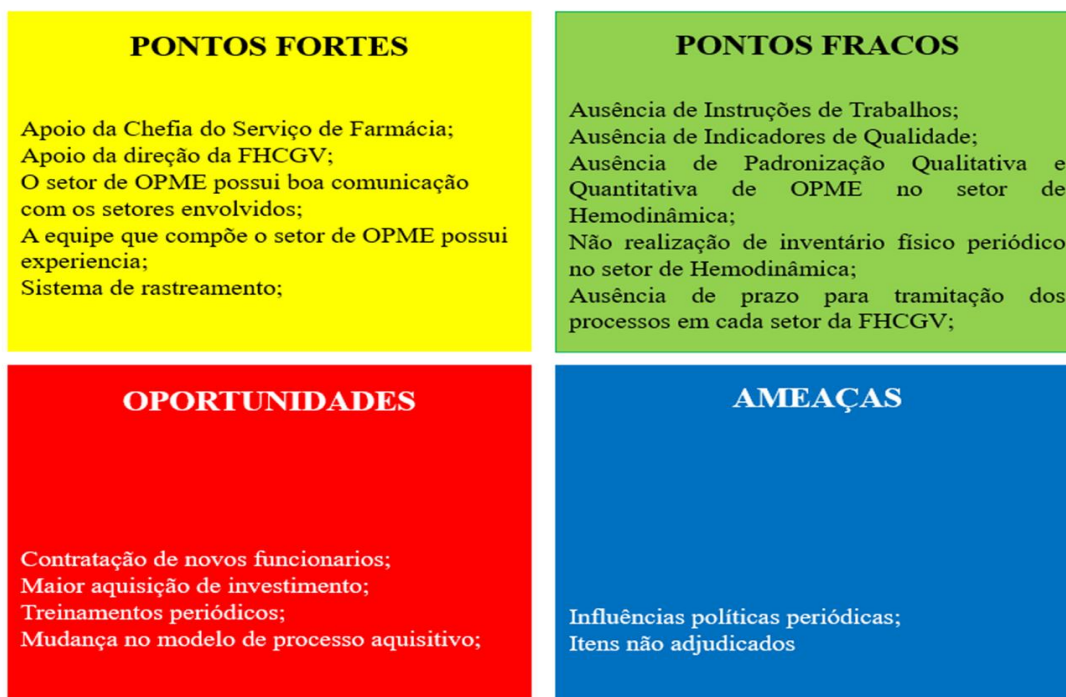 PONTOS FORTES
Apoio da Chefia do Serviço de Farmácia;
Apoio da direção da FHCGV;
O setor de OPME possui boa comunicação
com os setores envolvidos;
A equipe que compõe o setor de OPME possui
experiencia;
Sistema de rastreamento;
PONTOS FRACOS
Ausência de Instruções de Trabalhos;
Ausência de Indicadores de Qualidade;
Ausência de Padronização Qualitativa e
Quantitativa de OPME no setor de
Hemodinâmica;
Não realização de inventário físico periódico
no setor de Hemodinâmica;
Ausência de prazo para tramitação dos
processos em cada setor da FHCGV;
OPORTUNIDADES
Contratação de novos funcionarios;
Maior aquisição de investimento;
Treinamentos periódicos;
Mudança no modelo de processo aquisitivo;
AMEAÇAS
Influências políticas periódicas;
Itens não adjudicados